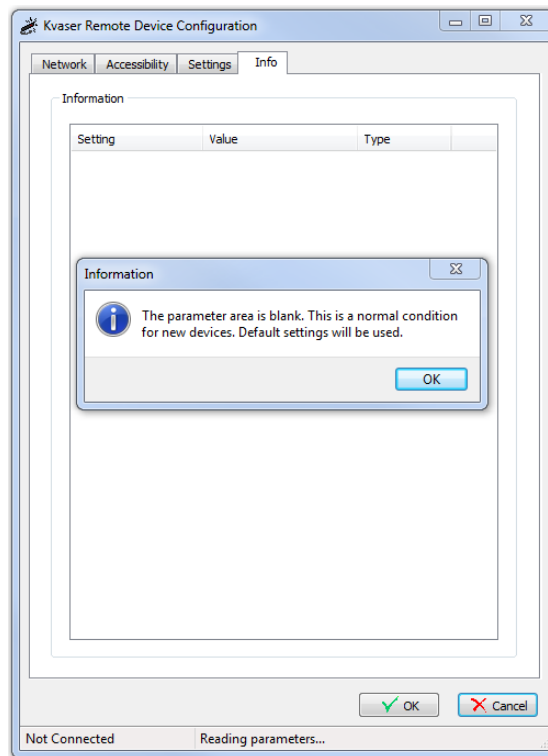 Kvaser Remote Device Configuration
Network Accessibility Settings Info
Information
Setting Value Type
Information
The parameter area is blank. This is a normal condition
for new devices. Default settings will be used.
OK
OK Cancel
Not Connected Reading parameters...